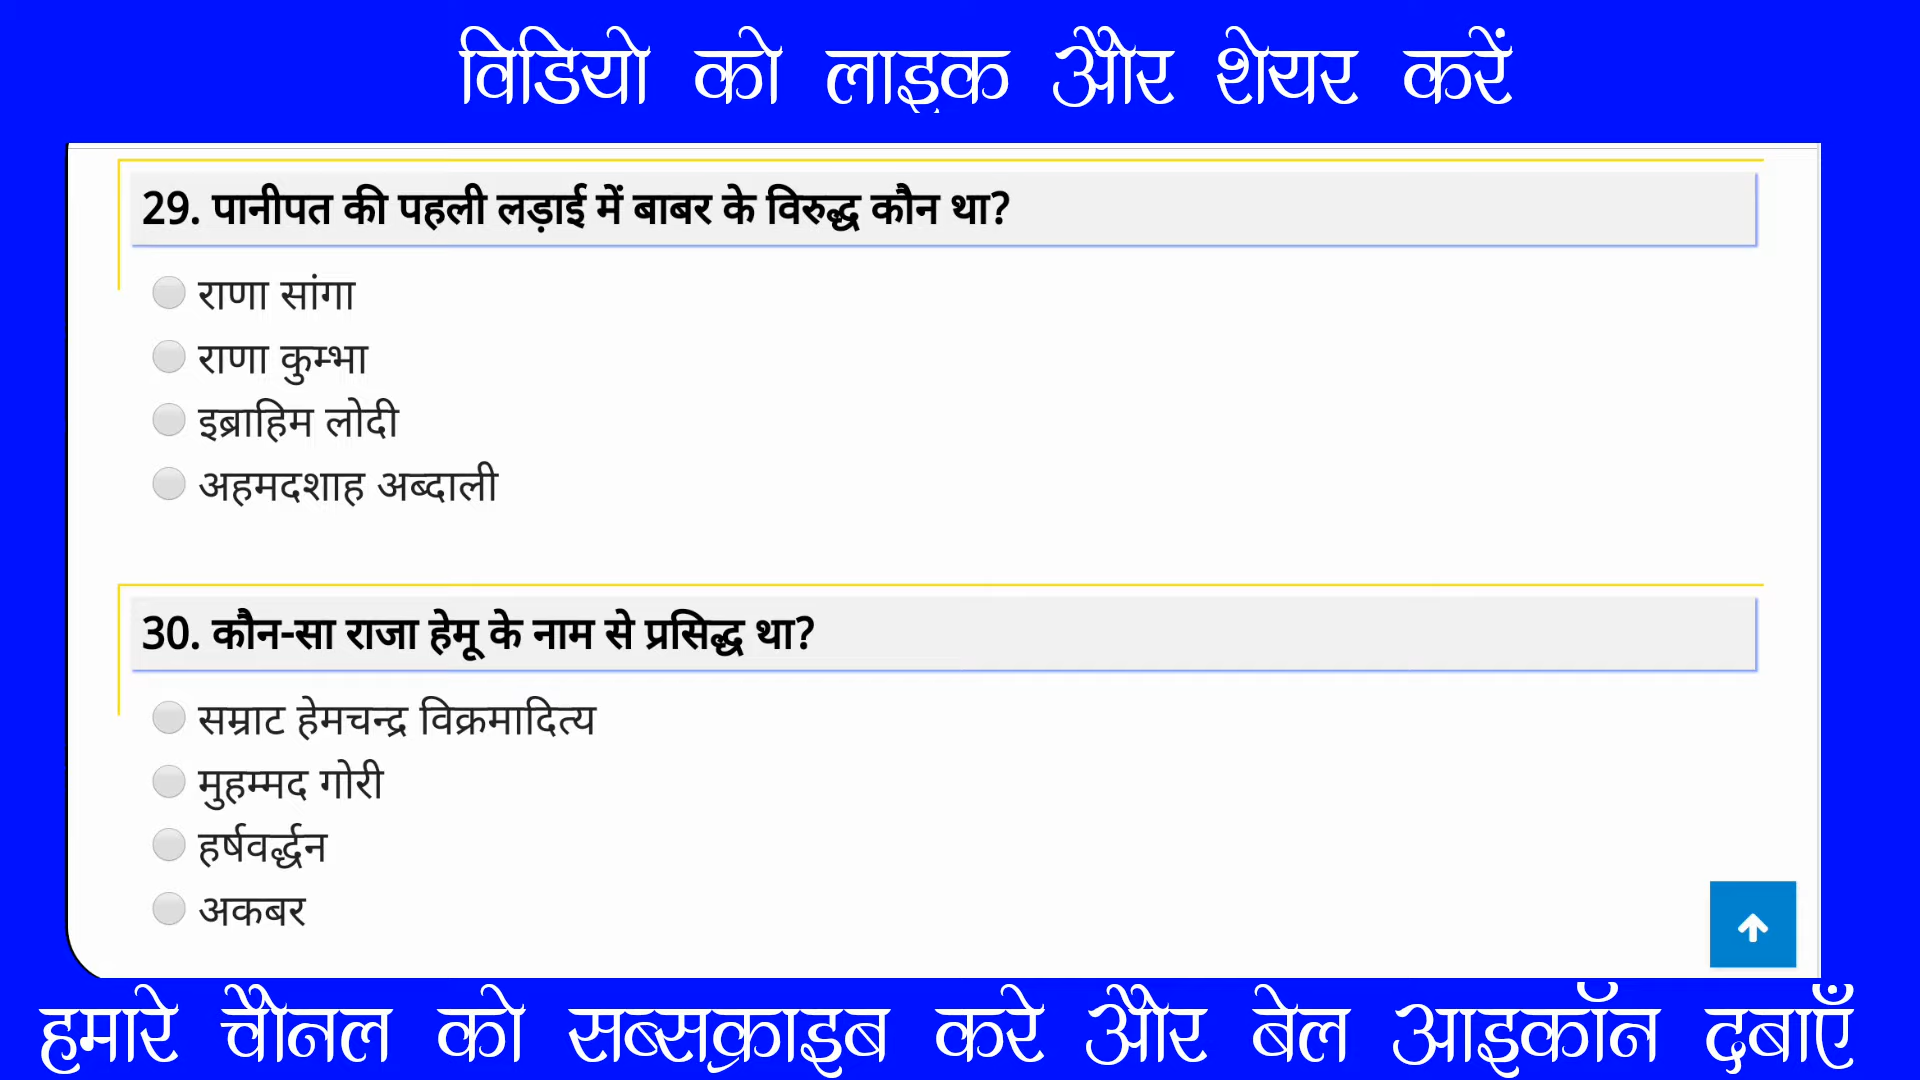 विडियो को लाइक और शेयर करें
29. पानीपत की पहली लड़ाई में बाबर के विरुद्ध कौन था?
राणा सांगा
राणा कुम्भा
इब्राहिम लोदी
अहमदशाह अब्दाली
30. कौन-सा राजा हेमू के नाम से प्रसिद्ध था?
सम्राट हेमचन्द्र विक्रमादित्य
मुहम्मद गोरी
हर्षवर्द्धन
अकबर
हमारे चैानल को सब्सक्राइब करे और बेल आइकॉन दबाएँ